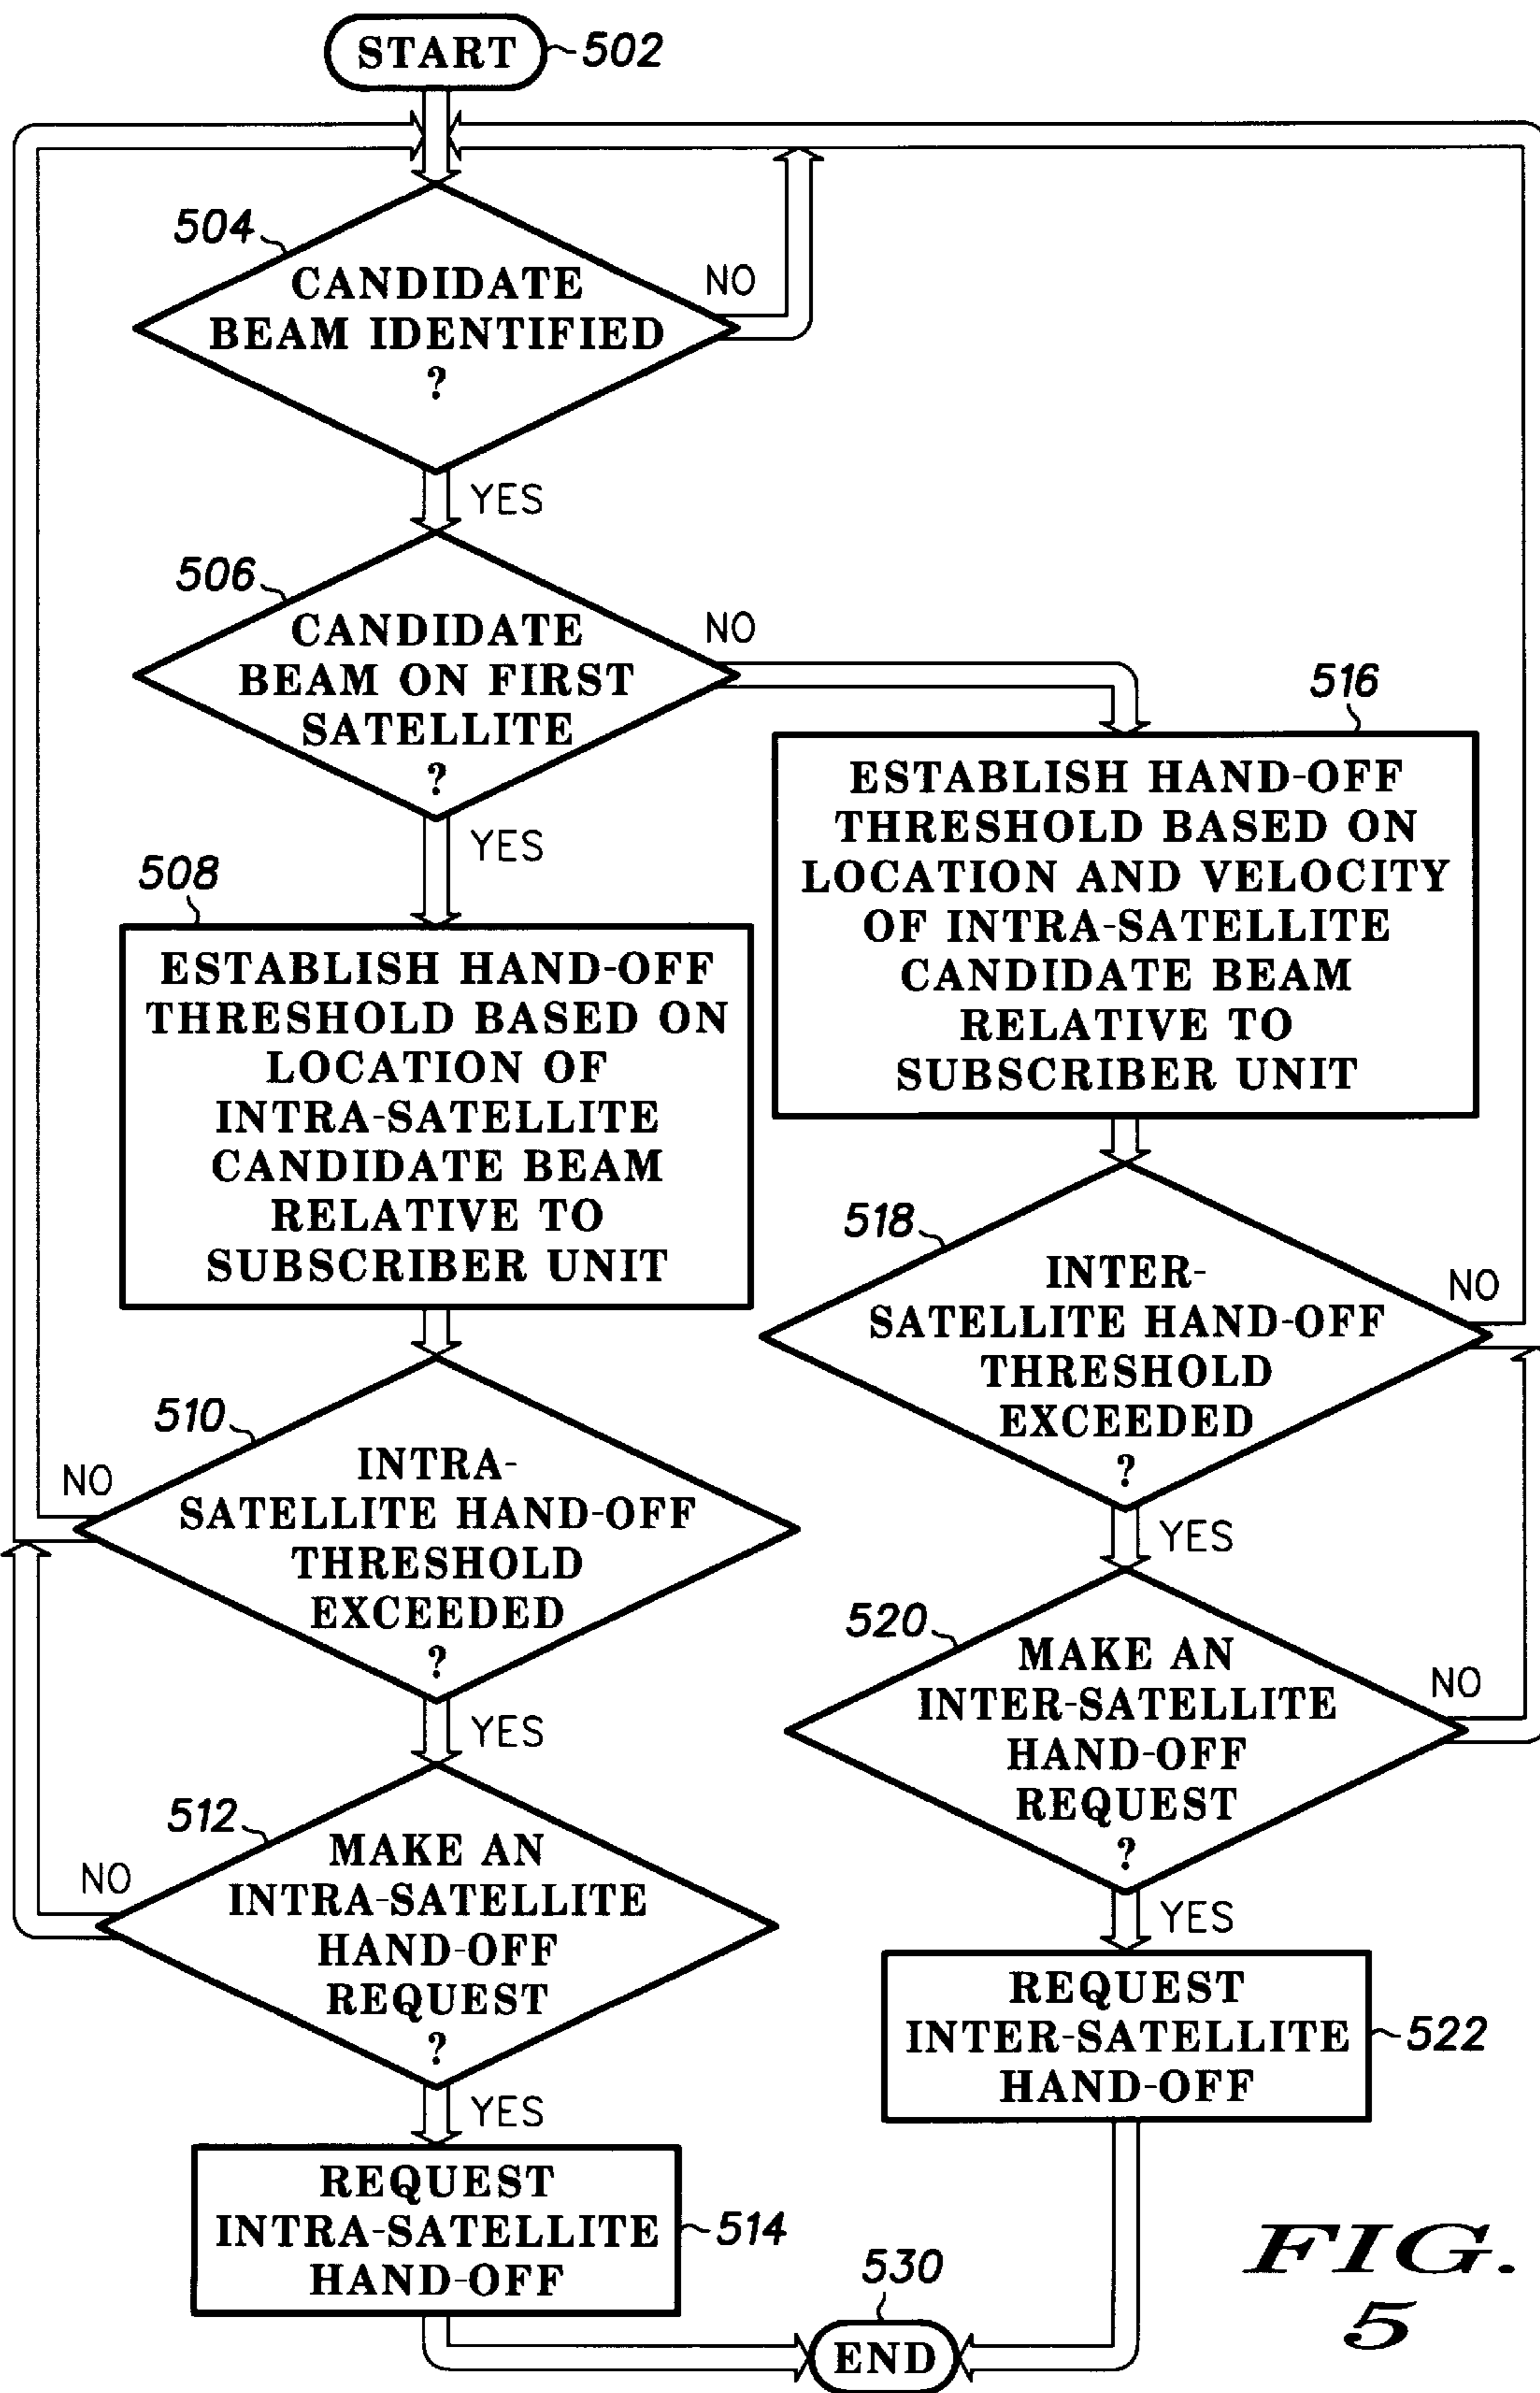 START
502
504
CANDIDATE
BEAM IDENTIFIED
?
NO
YES
506
CANDIDATE
BEAM ON FIRST
SATELLITE
?
NO
YES
508
ESTABLISH HAND-OFF
THRESHOLD BASED ON
LOCATION OF
INTRA-SATELLITE
CANDIDATE BEAM
RELATIVE TO
SUBSCRIBER UNIT
510
INTRA-
SATELLITE HAND-OFF
THRESHOLD
EXCEEDED
?
NO
YES
512
MAKE AN
INTRA-SATELLITE
HAND-OFF
REQUEST
?
NO
YES
REQUEST
INTRA-SATELLITE
HAND-OFF
514
516
ESTABLISH HAND-OFF
THRESHOLD BASED ON
LOCATION AND VELOCITY
OF INTRA-SATELLITE
CANDIDATE BEAM
RELATIVE TO
SUBSCRIBER UNIT
518
INTER-
SATELLITE HAND-OFF
THRESHOLD
EXCEEDED
?
NO
YES
520
MAKE AN
INTER-SATELLITE
HAND-OFF
REQUEST
?
NO
YES
REQUEST
INTER-SATELLITE
HAND-OFF
522
530
END
FIG.
5